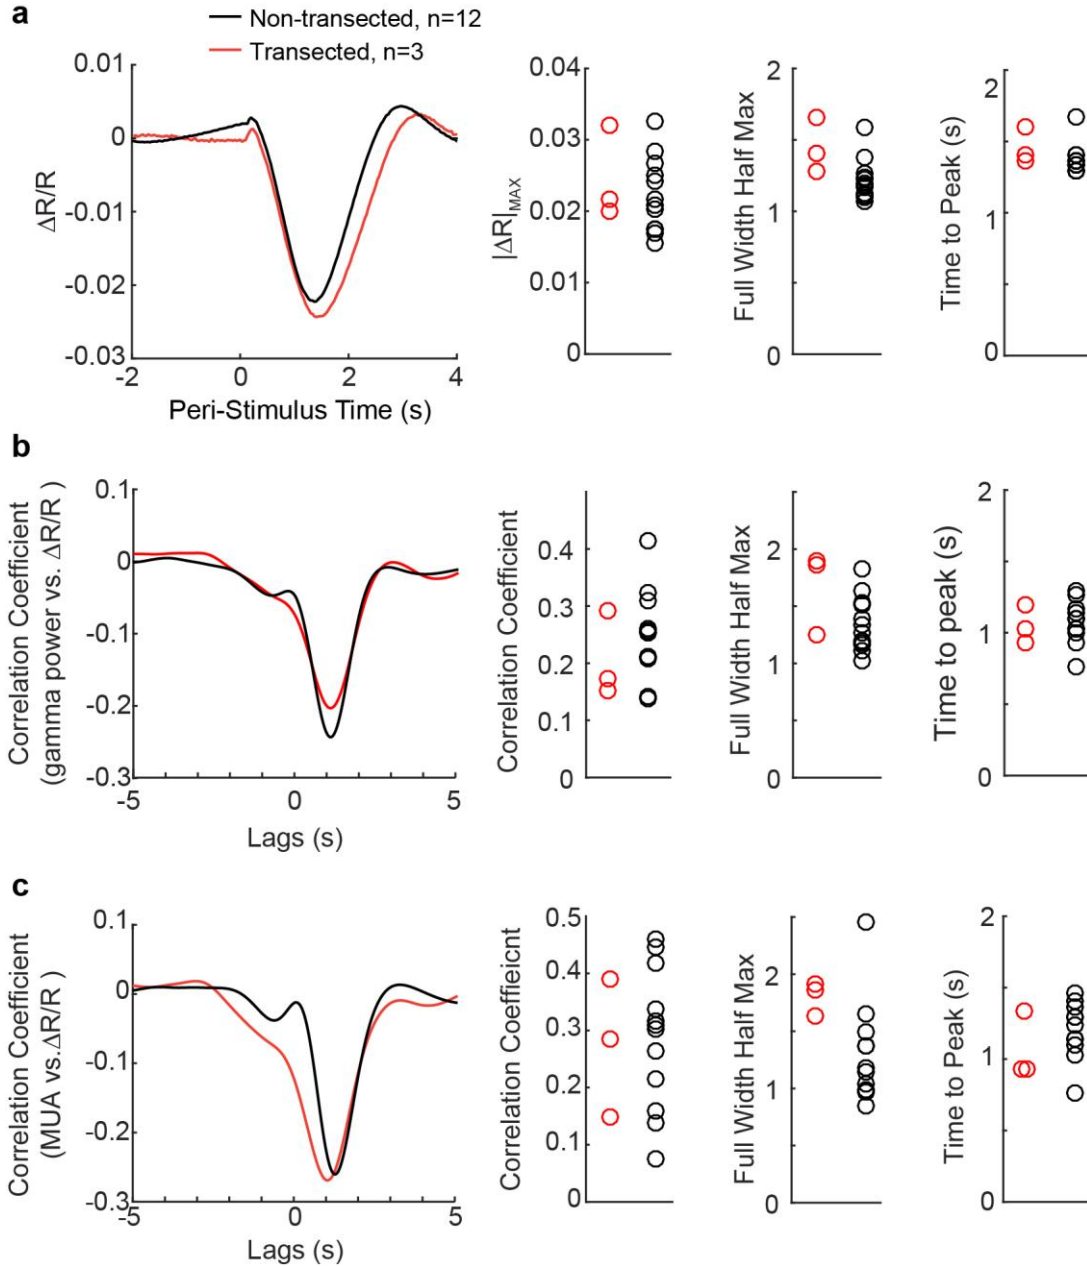 a
Non-transected, n=12
Transected, n=3
0.01
0
-0.01
-0.02
-0.03
ΔR/R
-2
0
2
4
Peri-Stimulus Time (s)
0.04
0.03
0.02
0.01
0
|ΔR|MAX
2
1
0
Full Width Half Max
2
1
0
Time to Peak (s)
b
0.1
0
-0.1
-0.2
-0.3
Correlation Coefficient
(gamma power vs. ΔR/R )
-5
0
5
Lags (s)
0.4
0.3
0.2
0.1
0
Correlation Coefficient
2
1
0
Full Width Half Max
2
1
0
Time to peak (s)
c
0.1
0
-0.1
-0.2
-0.3
Correlation Coefficient
(MUA vs.ΔR/R )
-5
0
5
Lags (s)
0.5
0.4
0.3
0.2
0.1
0
Correlation Coeffieicnt
2
1
0
Full Width Half Max
2
1
0
Time to Peak (s)